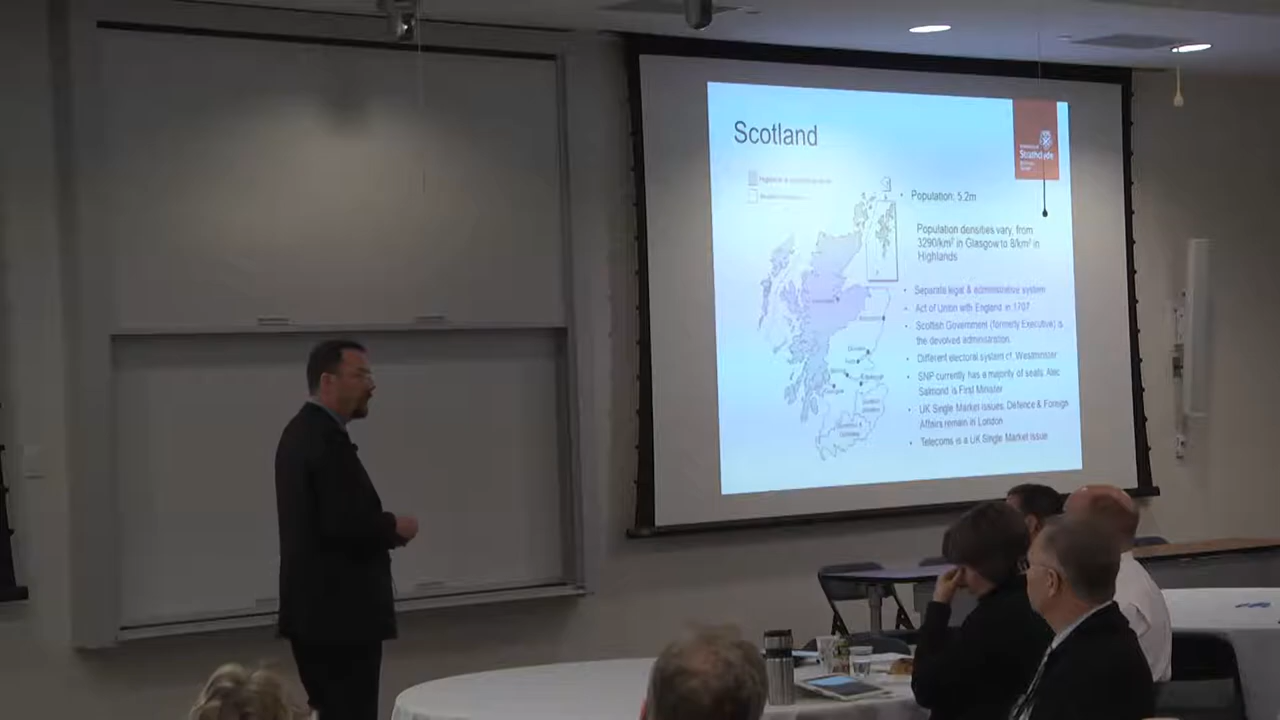 Scotland
Strathclyde
Population: 5.2m
Population densities vary, from
3290/km² in Glasgow to 8/km² in
Highlands
Separate legal & administrative system
Act of Union with England in 1707
Scottish Government (formerly Executive) is
the devolved administration.
Different electoral system cf. Westminster
SNP currently has a majority of seats. Alec
Salmond is First Minister
UK Single Market issues, Defence & Foreign
Affairs remain in London
Telecoms is a UK Single Market issue